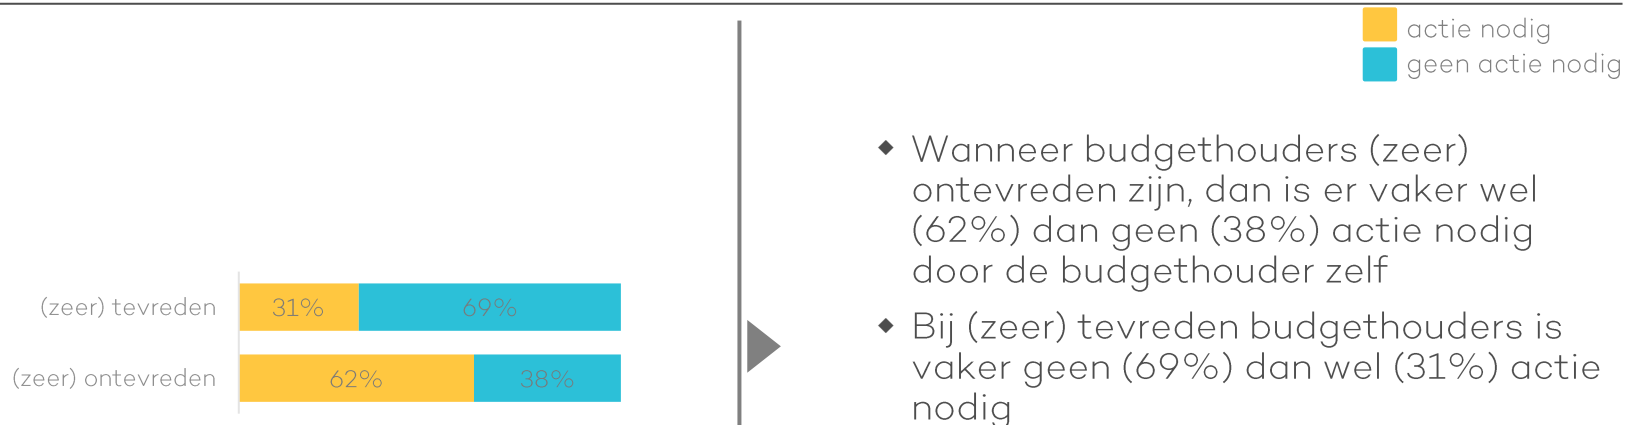 actie nodig
geen actie nodig
(zeer) tevreden
31%
69%
(zeer) ontevreden
62%
38%
◆ Wanneer budgethouders (zeer)
ontevreden zijn, dan is er vaker wel
(62%) dan geen (38%) actie nodig
door de budgethouder zelf
◆ Bij (zeer) tevreden budgethouders is
vaker geen (69%) dan wel (31%) actie
nodig